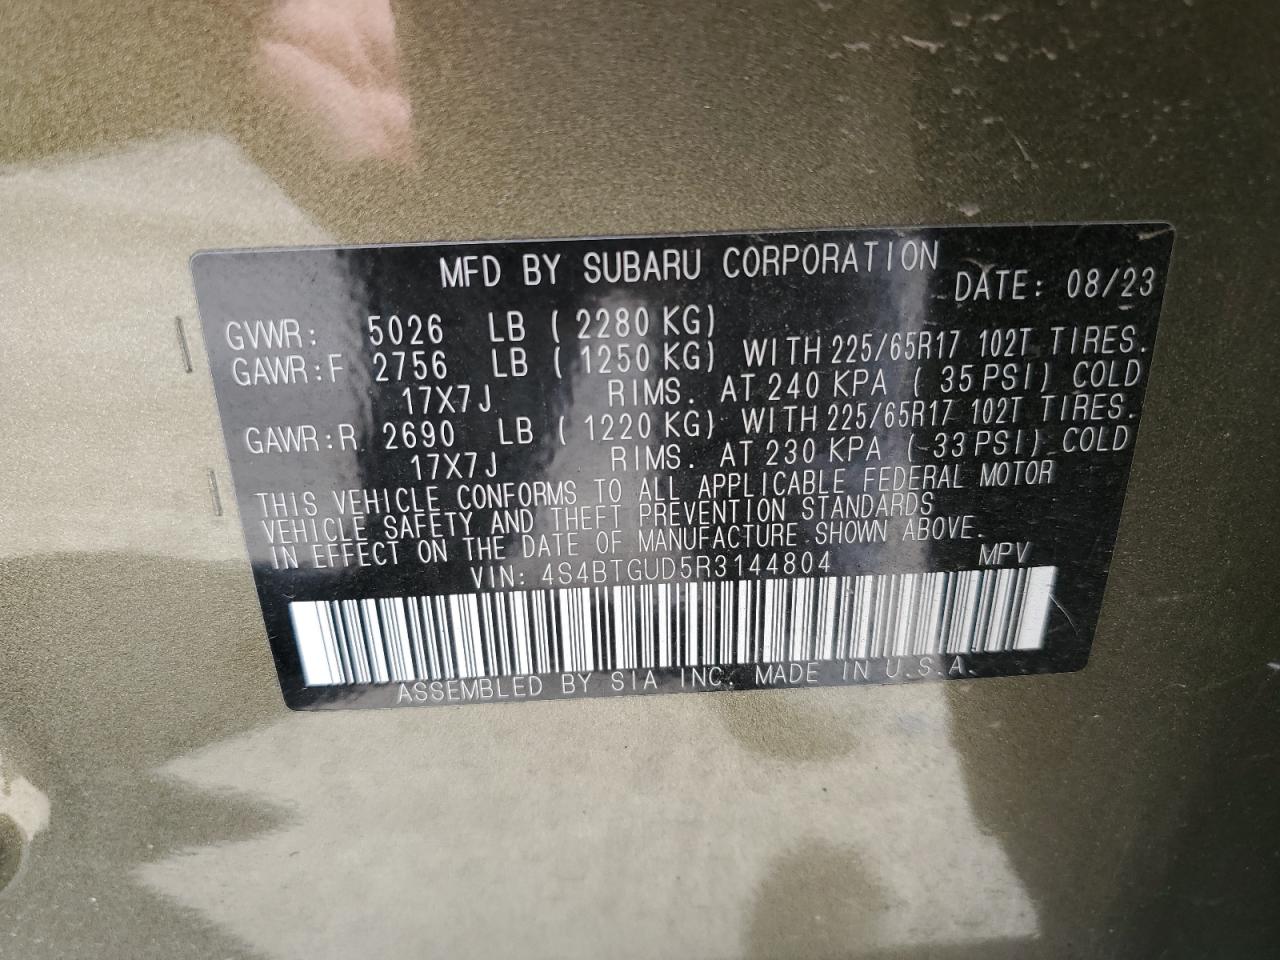 MFD BY SUBARU CORPORATION DATE: 08/23
GVWR: 5026 LB ( 2280 KG)
GAWR:F 2756 LB ( 1250 KG) WITH 225/65R17 102T TIRES.
17X7J RIMS. AT 240 KPA ( 35 PSI) COLD
GAWR:R 2690 LB ( 1220 KG) WITH 225/65R17 102T TIRES.
17X7J RIMS. AT 230 KPA ( 33 PSI) COLD
THIS VEHICLE CONFORMS TO ALL APPLICABLE FEDERAL MOTOR
VEHICLE SAFETY AND THEFT PREVENTION STANDARDS
IN EFFECT ON THE DATE OF MANUFACTURE SHOWN ABOVE.
VIN: 4S4BTGUD5R3144804 MPV
ASSEMBLED BY SIA INC. MADE IN U.S.A.